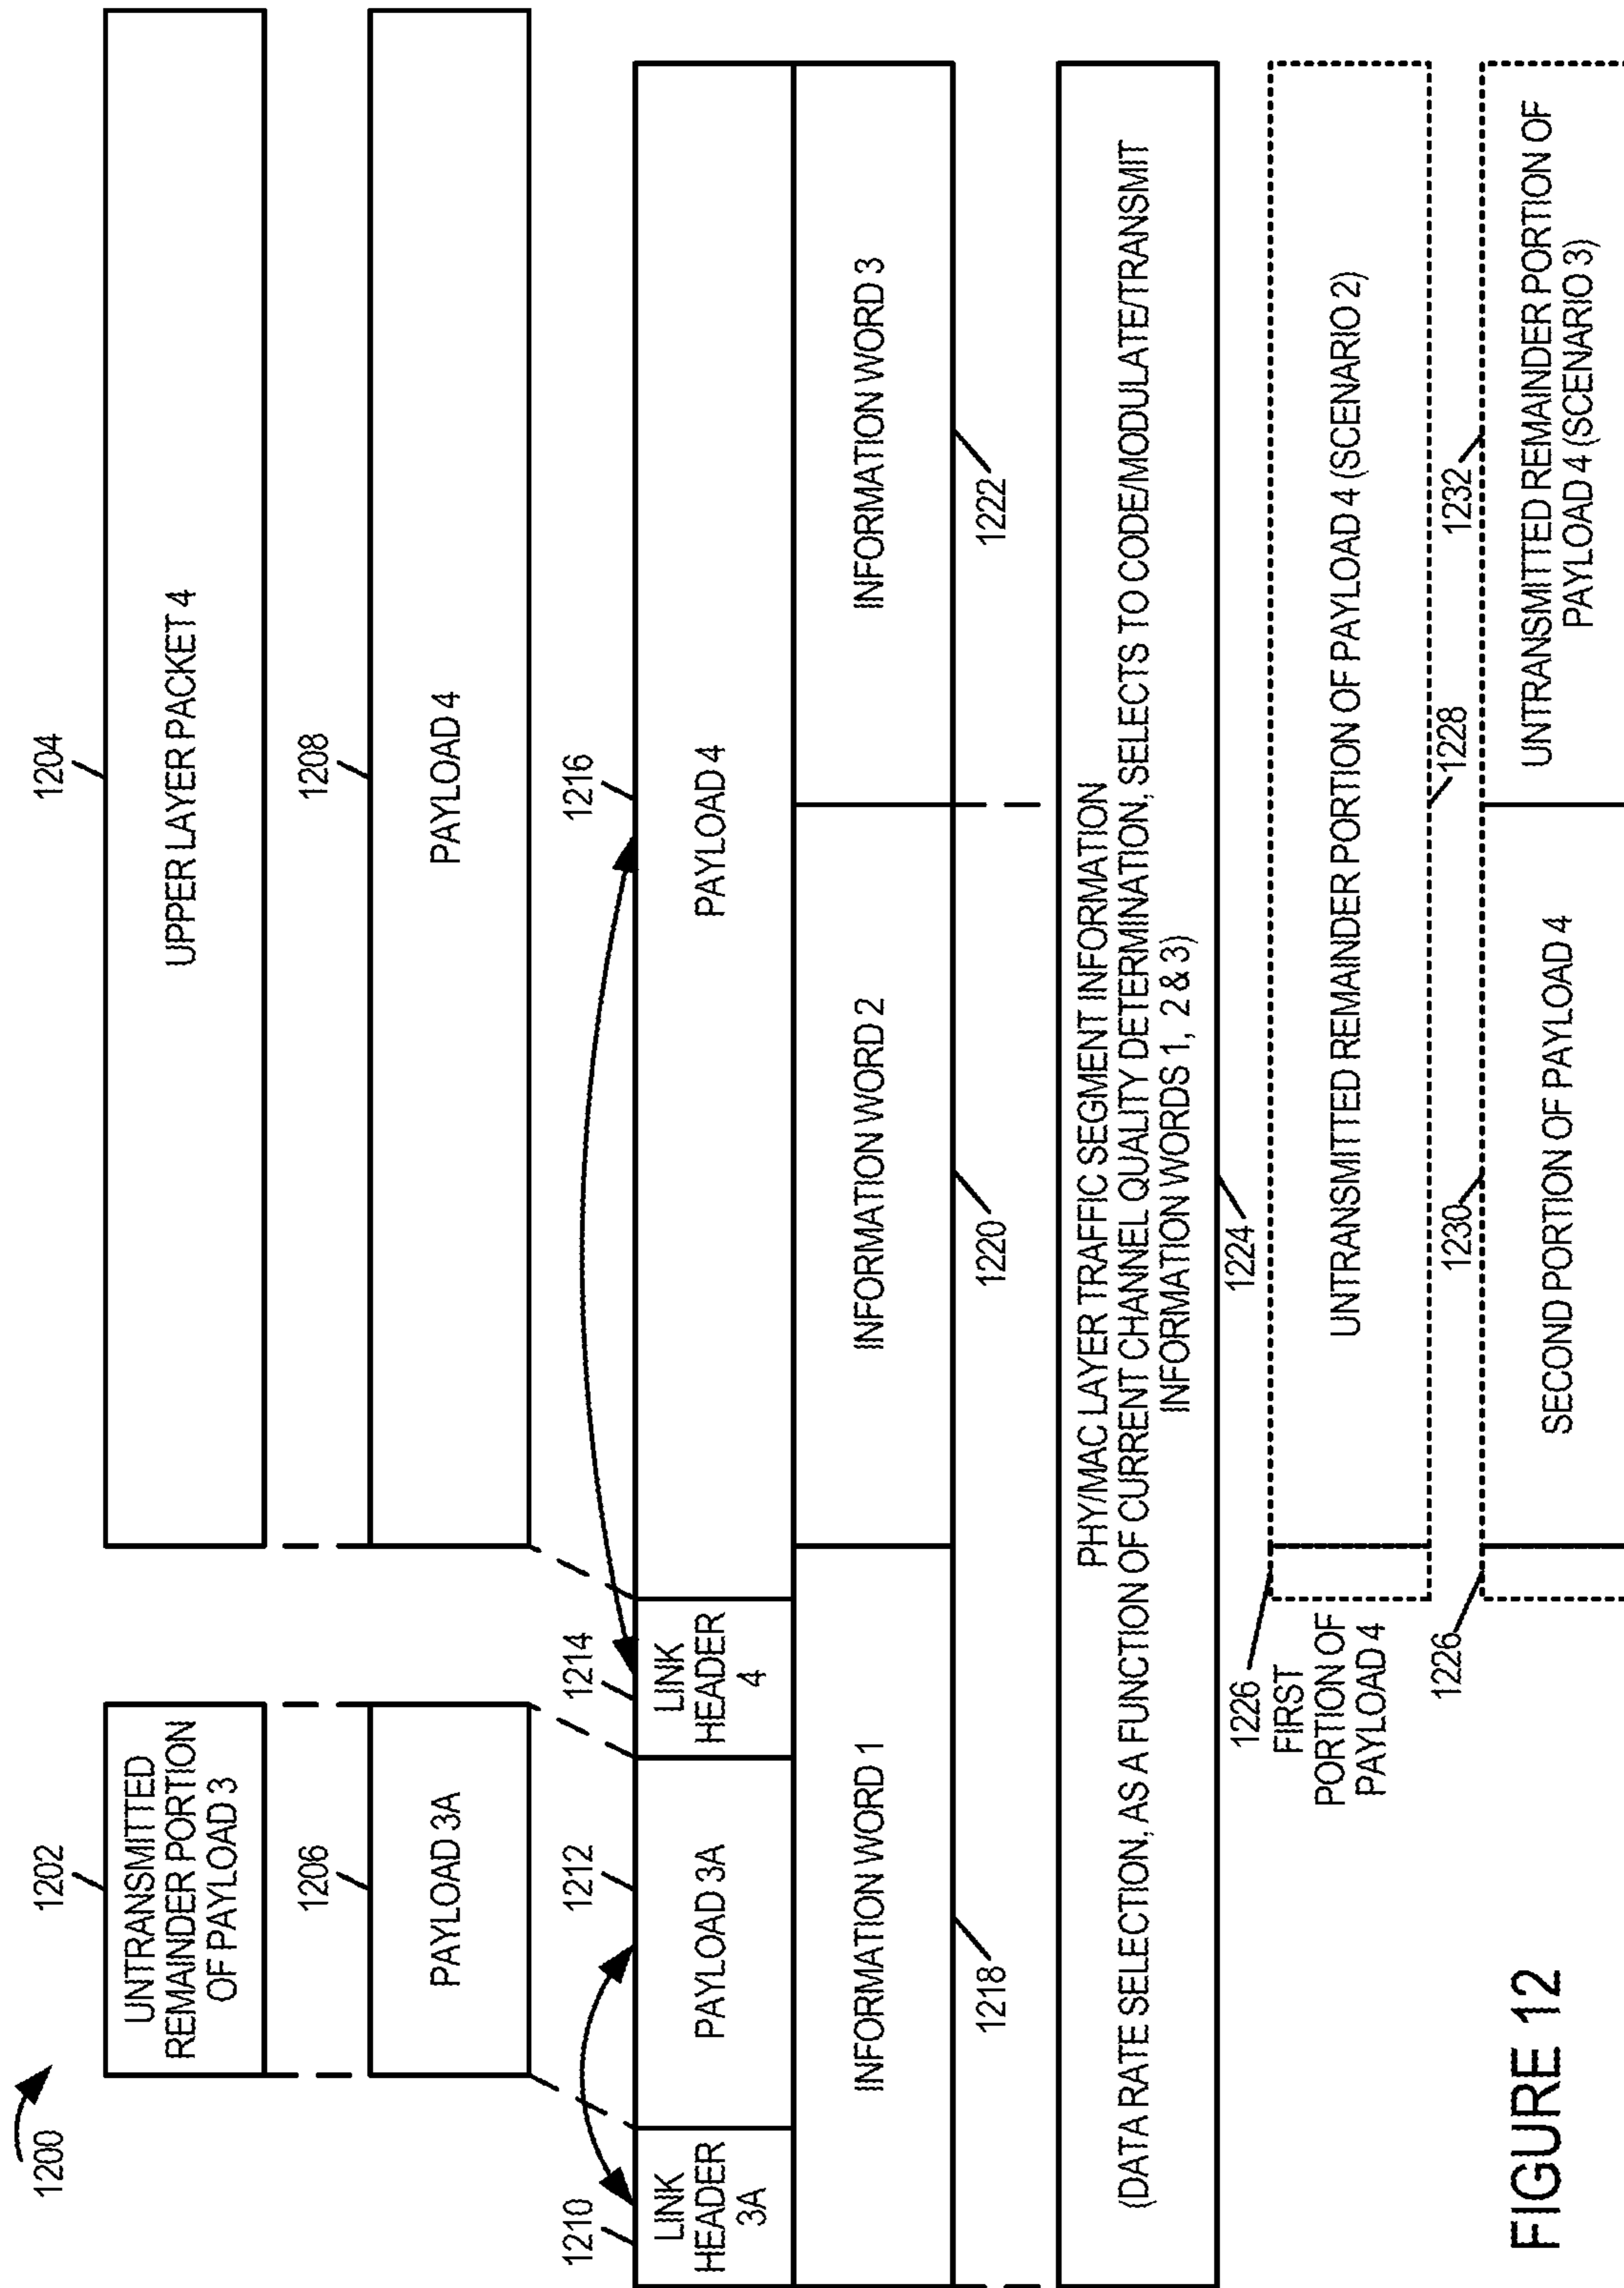 1200
1202
1204
UNTRANSMITTED
REMAINDER PORTION
OF PAYLOAD 3
UPPER LAYER PACKET 4
1206
1208
PAYLOAD 3A
PAYLOAD 4
1210
1212
1214
1216
LINK
HEADER
3A
PAYLOAD 3A
LINK
HEADER
4
PAYLOAD 4
INFORMATION WORD 1
INFORMATION WORD 2
INFORMATION WORD 3
1218
1220
1222
PHY/MAC LAYER TRAFFIC SEGMENT INFORMATION
(DATA RATE SELECTION, AS A FUNCTION OF CURRENT CHANNEL QUALITY DETERMINATION, SELECTS TO CODE/MODULATE/TRANSMIT
INFORMATION WORDS 1, 2 & 3)
1224
1226
FIRST
PORTION OF
PAYLOAD 4
UNTRANSMITTED REMAINDER PORTION OF PAYLOAD 4 (SCENARIO 2)
1228
1226
1230
1232
SECOND PORTION OF PAYLOAD 4
UNTRANSMITTED REMAINDER PORTION OF
PAYLOAD 4 (SCENARIO 3)
FIGURE 12